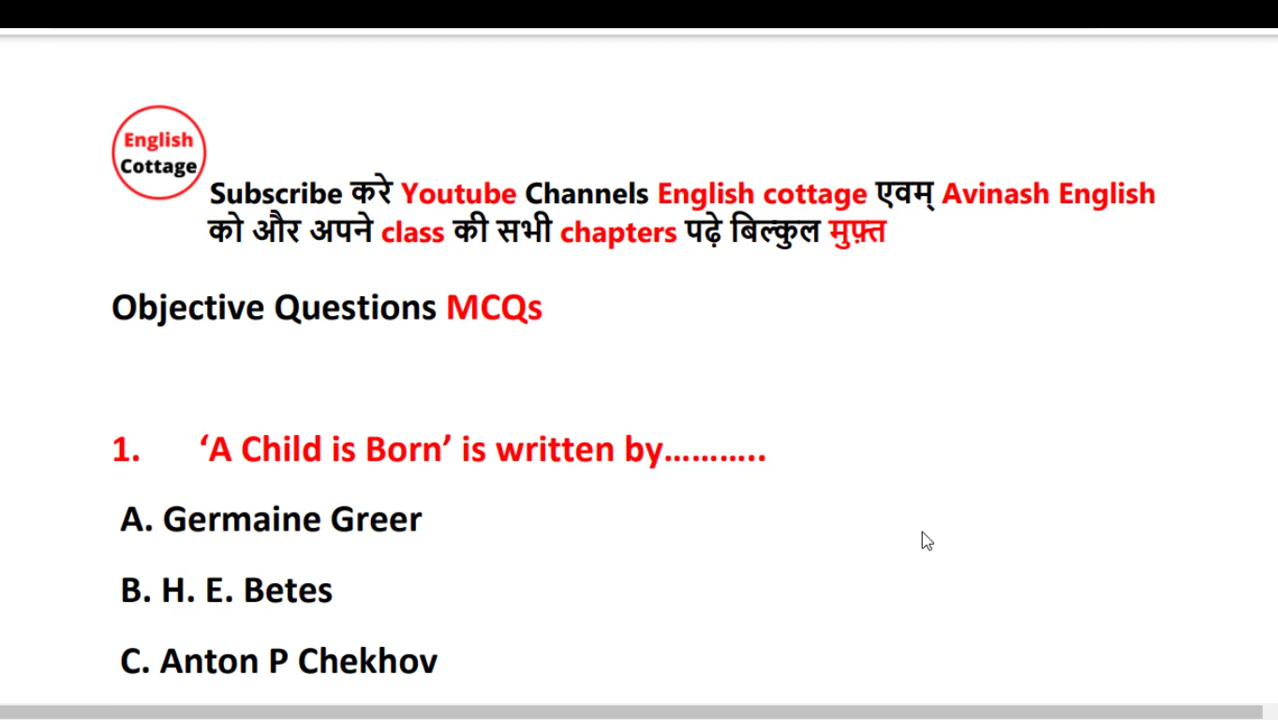 English
Cottage
Subscribe करे Youtube Channels English cottage एवम् Avinash English
को और अपने class की सभी chapters पढ़े बिल्कुल मुफ़्त
Objective Questions MCQs
1. ‘A Child is Born’ is written by………..
A. Germaine Greer
B. H. E. Betes
C. Anton P Chekhov